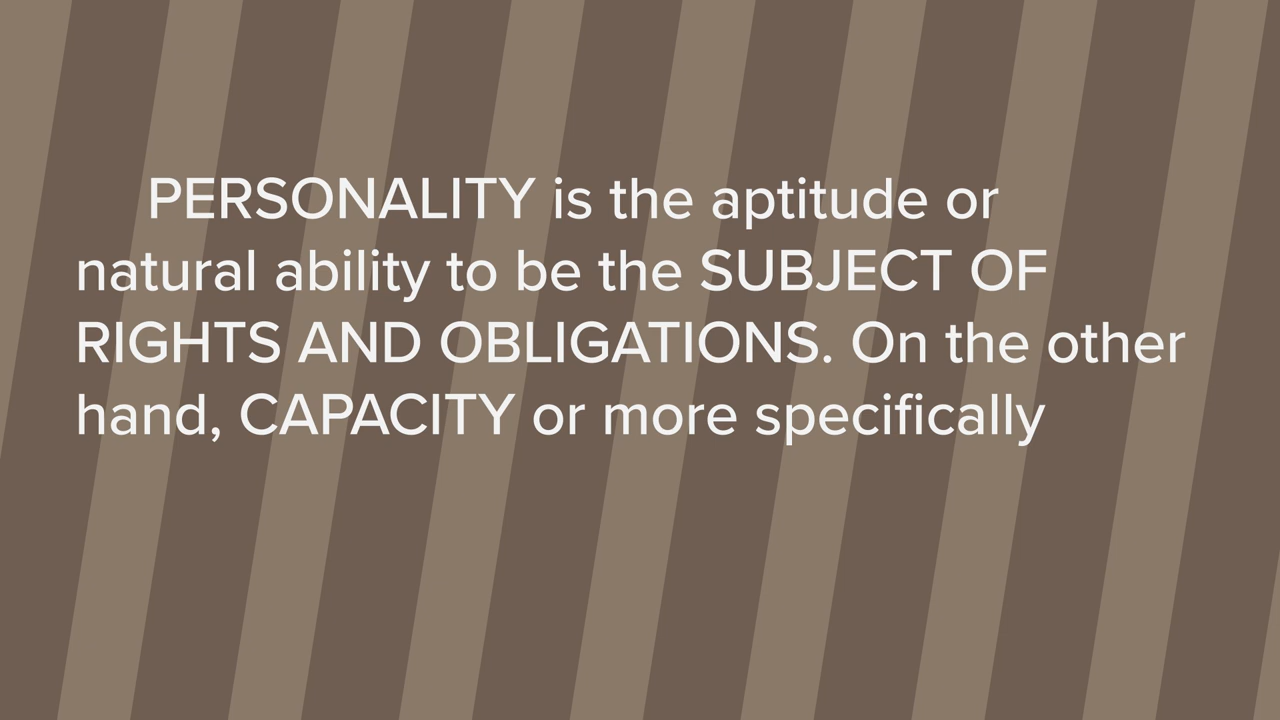 PERSONALITY is the aptitude or
natural ability to be the SUBJECT OF
RIGHTS AND OBLIGATIONS. On the other
hand, CAPACITY or more specifically